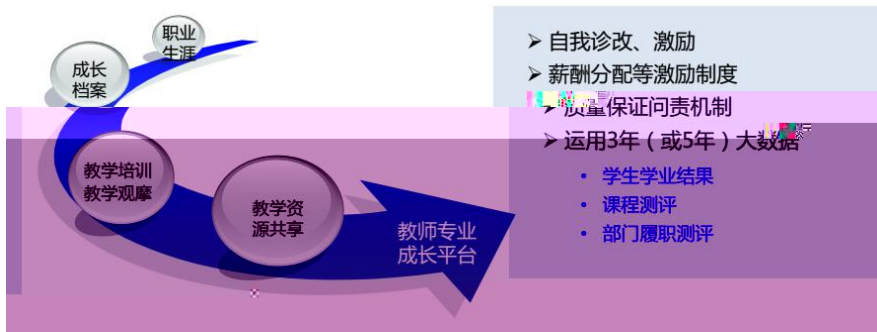 职业
生涯
成长
档案
教学培训
教学观摩
教学资
源共享
教师专业
成长平台
➢ 自我诊改、激励
➢ 薪酬分配等激励制度
➢ 质量保证问责机制
➢ 运用3年（或5年）大数据
• 学生学业结果
• 课程测评
• 部门履职测评